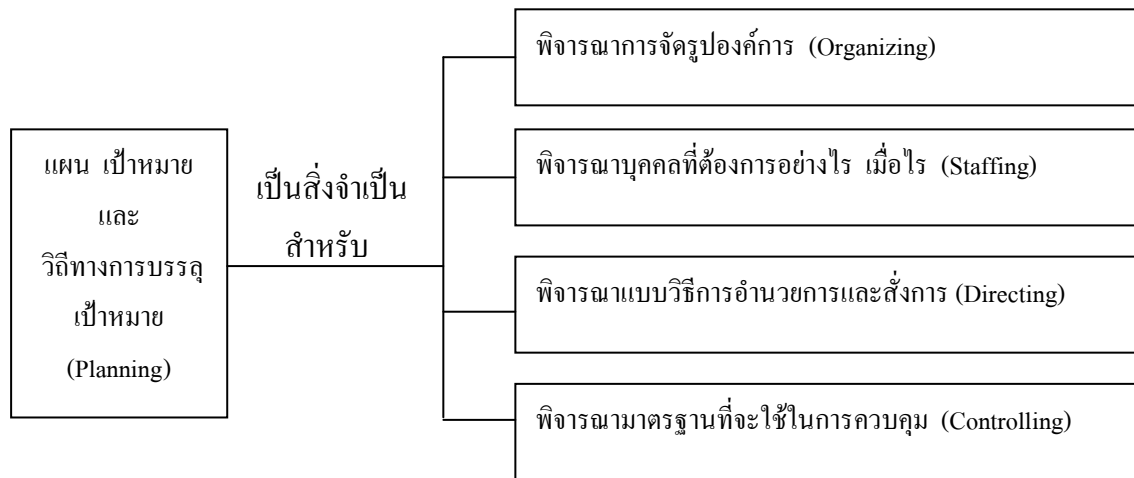 แผน เป้าหมาย
และ
วิถีทางการบรรลุ
เป้าหมาย
(Planning)
เป็นสิ่งจำเป็น
สำหรับ
พิจารณาการจัดรูปองค์การ (Organizing)
พิจารณาบุคคลที่ต้องการอย่างไร เมื่อไร (Staffing)
พิจารณาแบบวิธีการอำนวยการและสั่งการ (Directing)
พิจารณามาตรฐานที่จะใช้ในการควบคุม (Controlling)